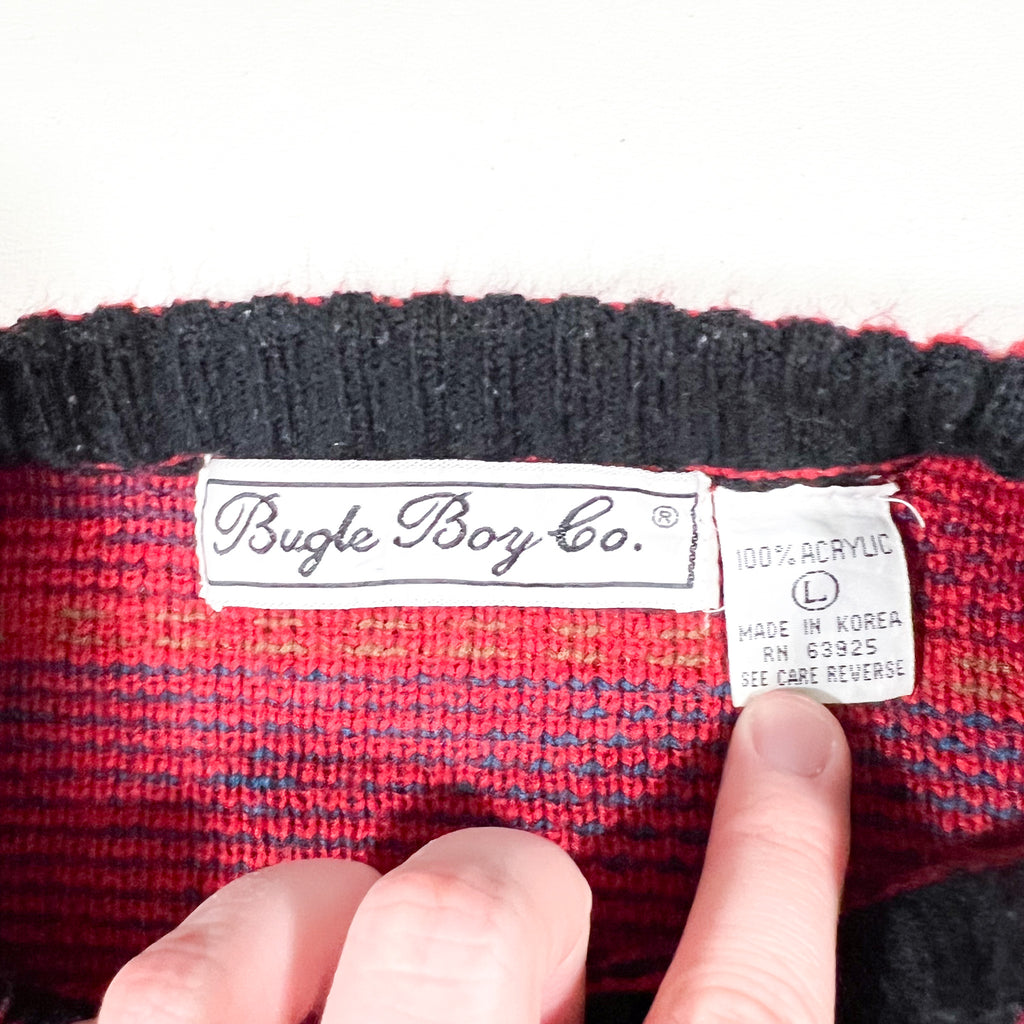 Bugle Boy Co. ®
100% ACRYLIC
L
MADE IN KOREA
RN 63925
SEE CARE REVERSE